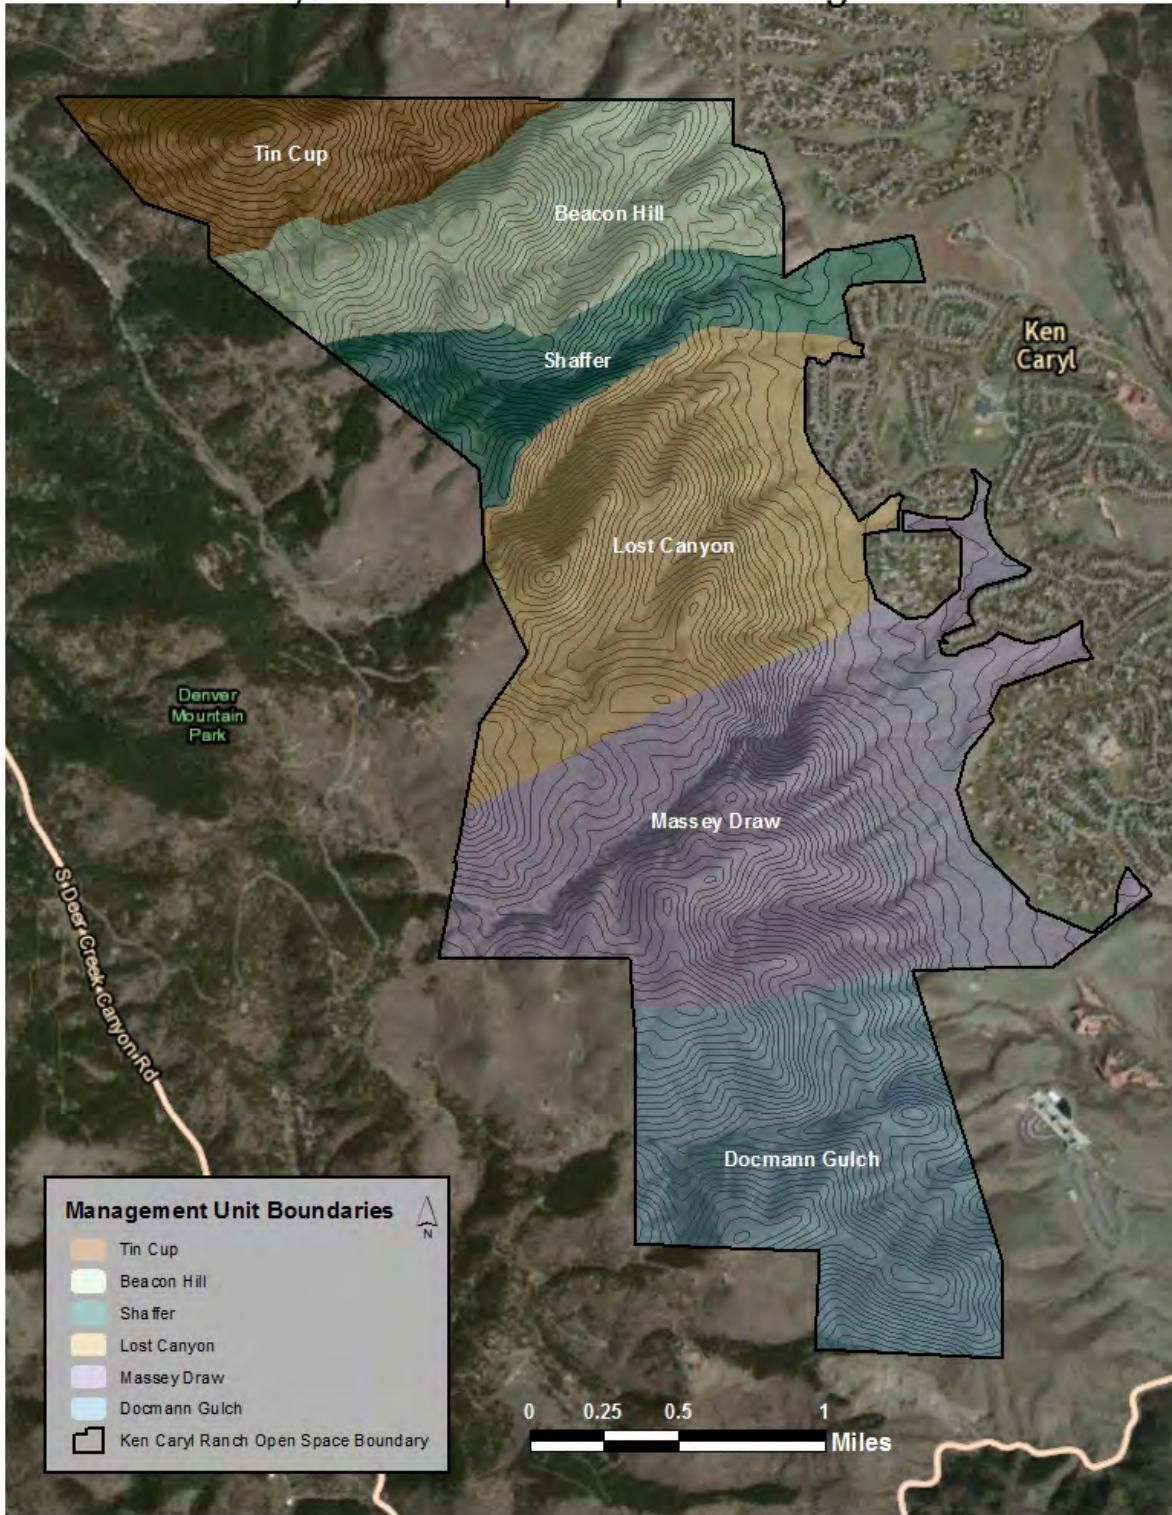 Tin Cup
Beacon Hill
Shaffer
Ken
Caryl
Lost Canyon
Denver
Mountain
Park
Massey Draw
S Deer Creek Canyon Rd
Docmann Gulch
Management Unit Boundaries
N
Tin Cup
Beacon Hill
Shaffer
Lost Canyon
Massey Draw
Docmann Gulch
Ken Caryl Ranch Open Space Boundary
0 0.25 0.5 1
Miles